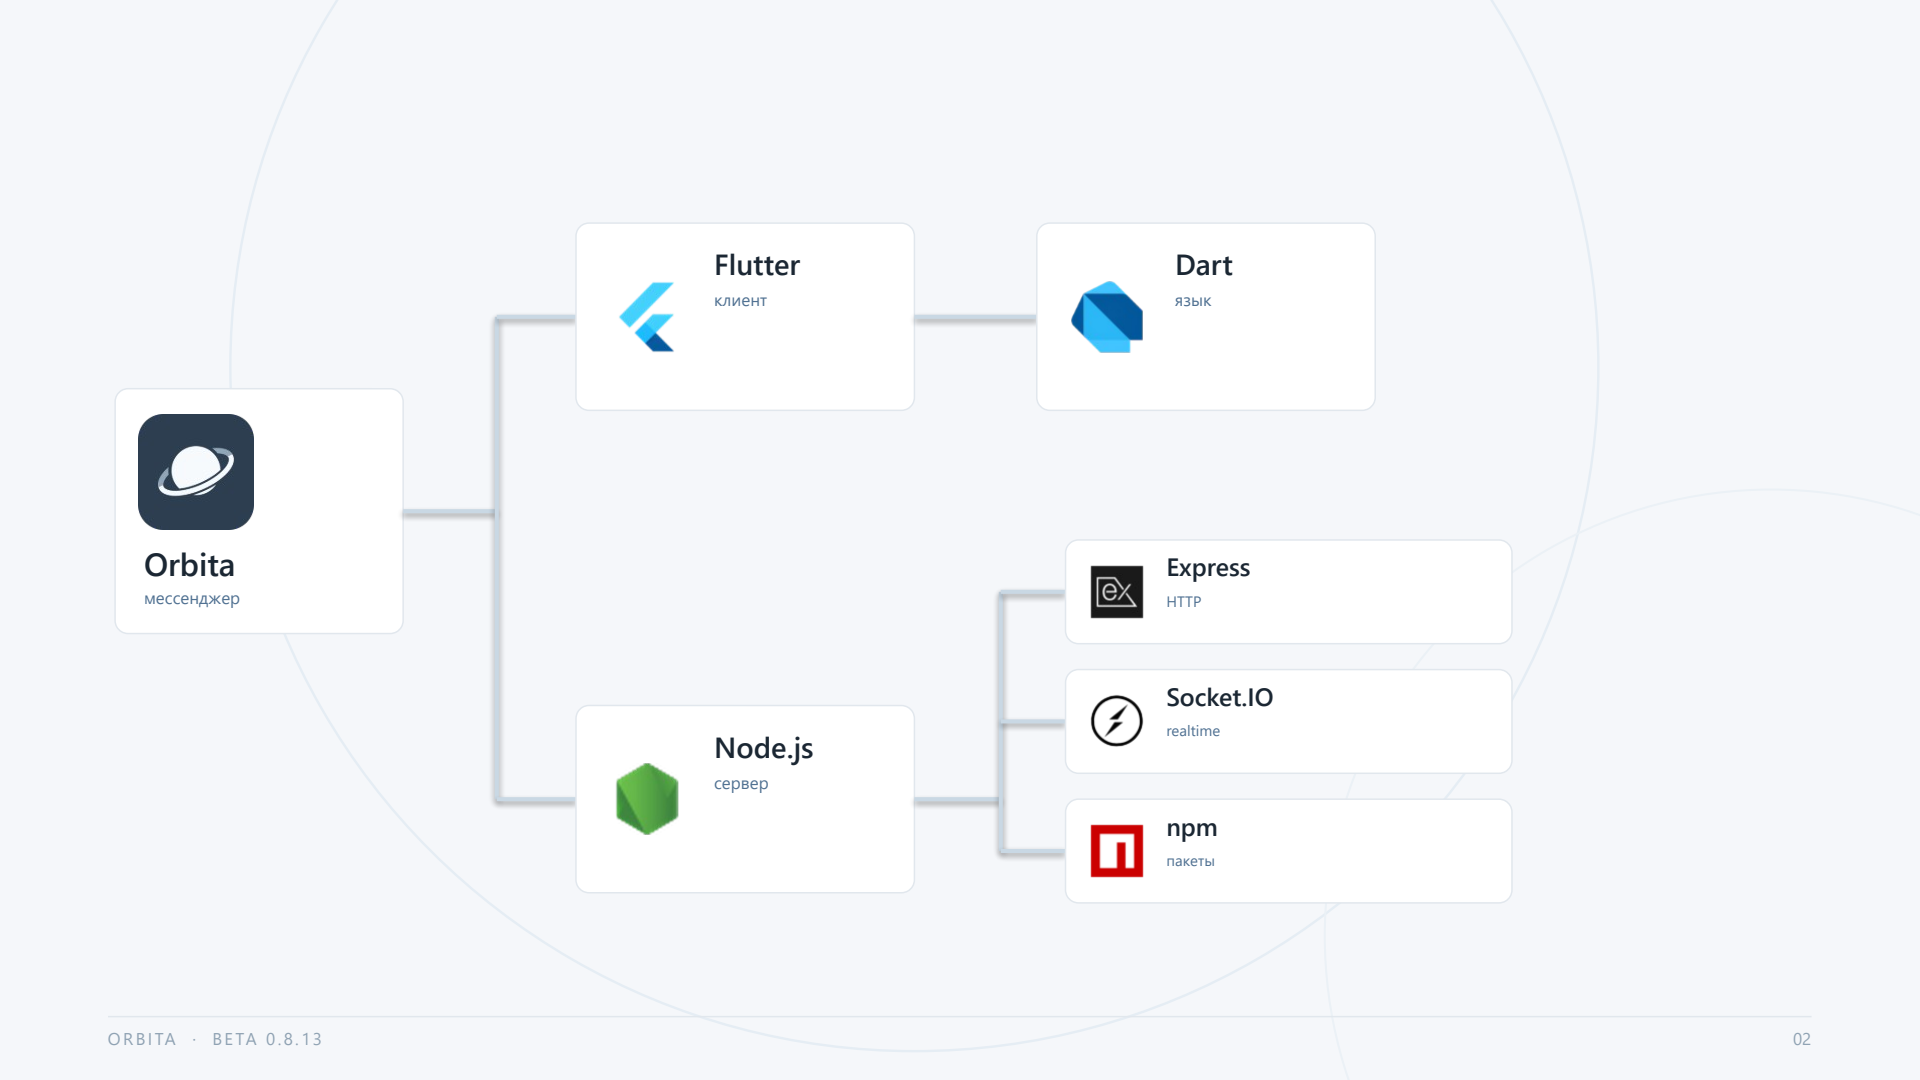 Flutter
клиент
Dart
язык
Orbita
мессенджер
Express
HTTP
Socket.IO
realtime
Node.js
сервер
npm
пакеты
ORBITA · BETA 0.8.13
02